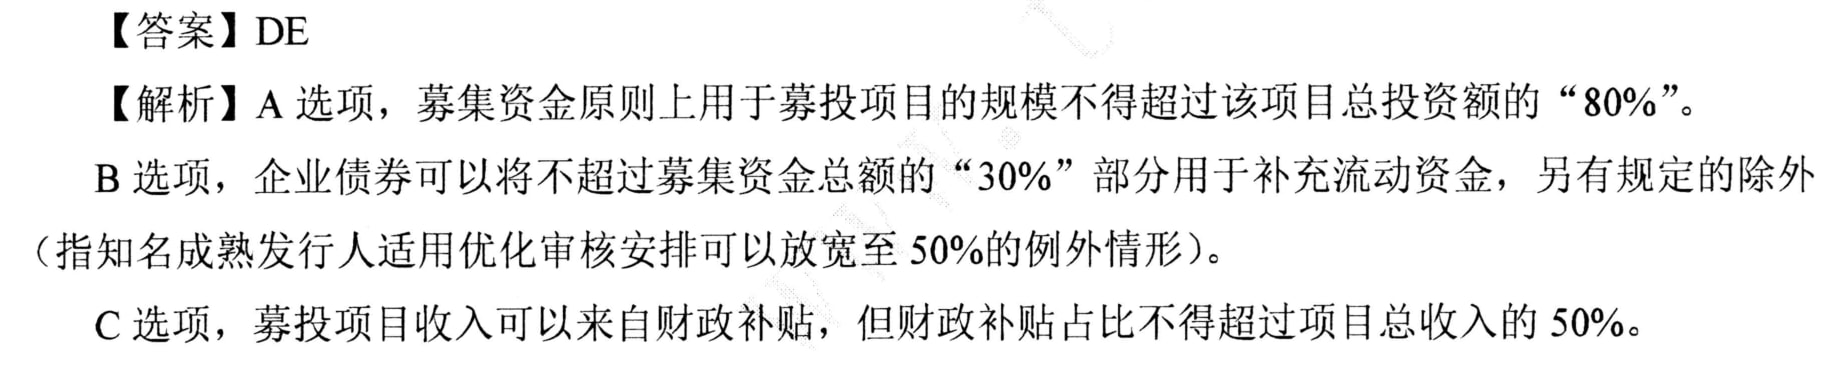 【答案】DE
【解析】A 选项，募集资金原则上用于募投项目的规模不得超过该项目总投资额的“80%”。
B 选项，企业债券可以将不超过募集资金总额的“30%”部分用于补充流动资金，另有规定的除外
（指知名成熟发行人适用优化审核安排可以放宽至 50%的例外情形）。
C 选项，募投项目收入可以来自财政补贴，但财政补贴占比不得超过项目总收入的 50%。